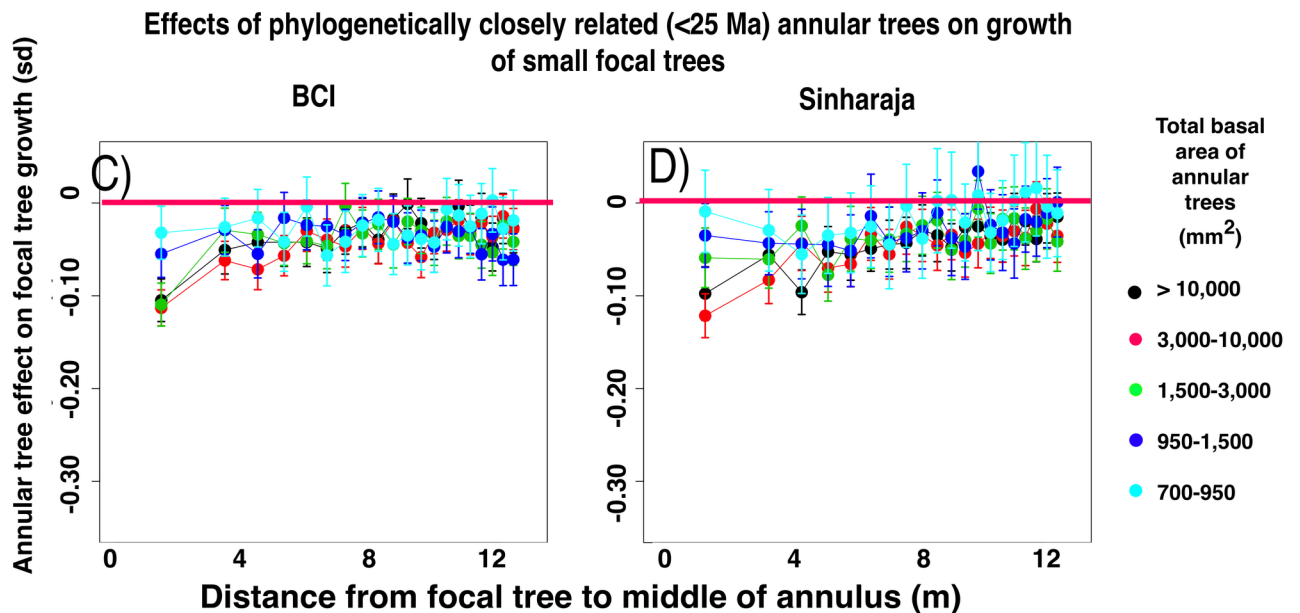 Effects of phylogenetically closely related (<25 Ma) annular trees on growth
of small focal trees
BCI
Sinharaja
Annular tree effect on focal tree growth (sd)
C)
0
-0.10
-0.20
-0.30
0 4 8 12
D)
0
-0.10
-0.20
-0.30
0 4 8 12
Distance from focal tree to middle of annulus (m)
Total basal
area of
annular
trees
(mm²)
> 10,000
3,000-10,000
1,500-3,000
950-1,500
700-950